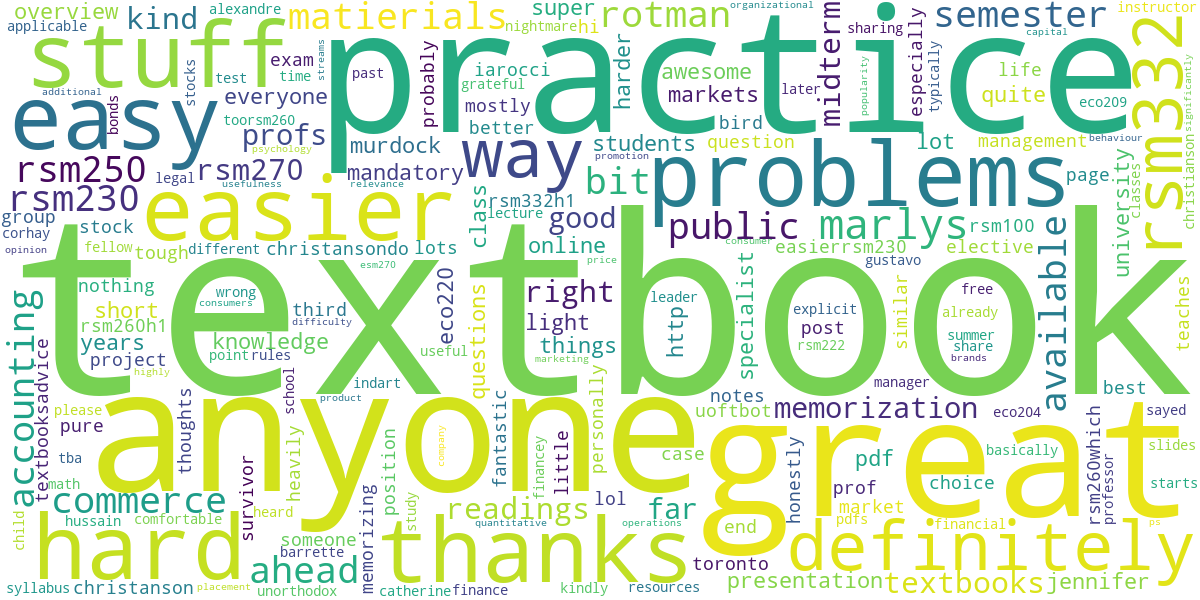 overview
kind
alexandre
matierials
super
nightmare
hi
rotman
organizational
sharing
semester
capital
instructor
applicable
stuff
practice
exam
test
time
streams
past
probably
iarocci
grateful
harder
awesome
markets
life
quite
later
midterm
popularity
especially
typically
eco209
rsm332
significantly
additional
easy
bonds
stocks
everyone
toorsm260
profs
mostly
better
way
bird
students
question
lot
management
behaviour
psychology
murdock
promotion
problems
rsm250
rsm270
legal
usefulness
mandatory
relevance
bit
page
university
classes
christianson
rsm230
easier
class
rsm332h1
lecture
good
public
marlys
rsm100
available
group
corhay
opinion
stock
fellow
tough
different
christansondo
lots
online
consumer
easierrsm230
elective
gustavo
textbook
esm270
price
nothing
wrong
consumers
eco220
right
leader
explicit
free
similar
already
teaches
accounting
short
rsm260h1
years
third
difficulty
knowledge
light
things
http
specialist
post
rsm222
summer
share
brands
textbooksadvice
project
point
rules
useful
questions
marketing
highly
school
indart
product
manager
best
please
pure
thoughts
anyone
company
fantastic
financey
little
personally
notes
uoftbot
memorization
eco204
great
rsm260which
sayed
tba
math
heavily
position
case
honestly
pdf
choice
basically
professor
slides
commerce
survivor
heard
study
readings
lol
far
end
prof
market
pdfs
financial
starts
child
hussain
comfortable
someone
memorizing
quantitative
operations
definitely
ps
hard
barrette
thanks
ahead
toronto
syllabus
christanson
placement
unorthodox
catherine
finance
kindly
resources
presentation
textbooks
jennifer